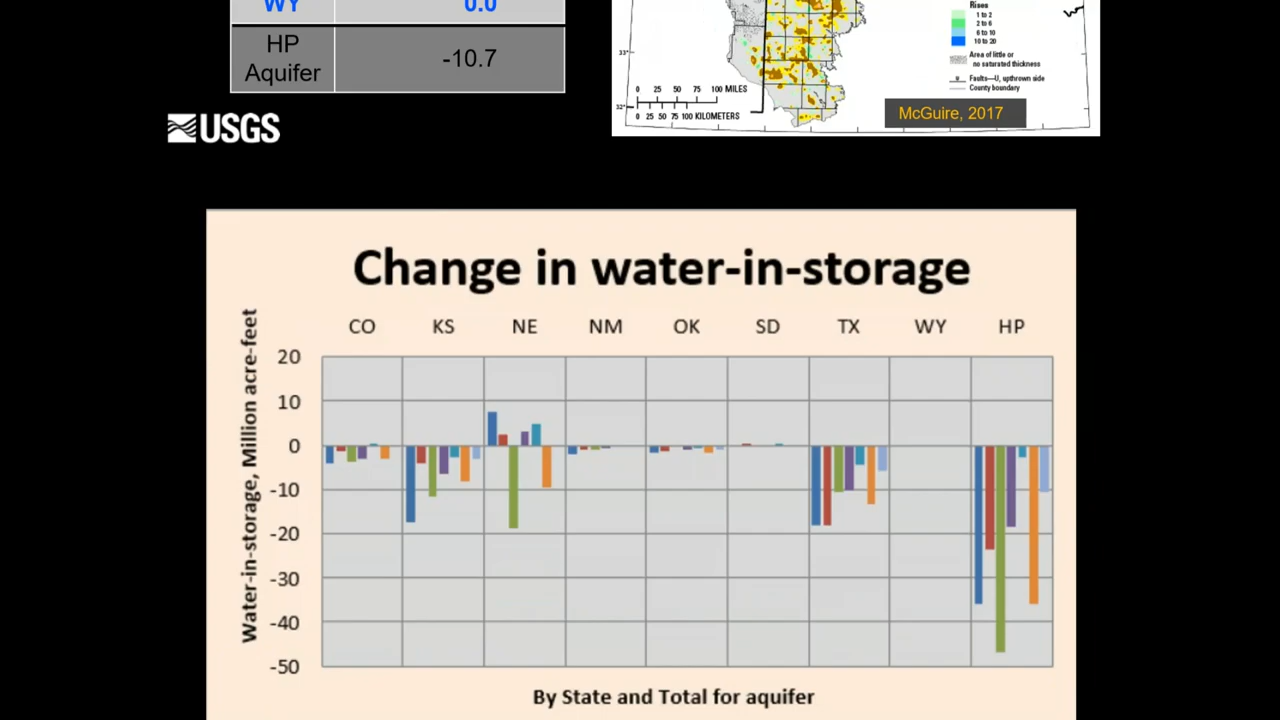 WY 0.0
HP
Aquifer
-10.7
USGS
33°
32°
0 25 50 75 100 MILES
0 25 50 75 100 KILOMETERS
Rises
1 to 2
2 to 6
6 to 10
10 to 20
Area of little or
no saturated thickness
Faults—U, upthrown side
County boundary
McGuire, 2017
Change in water-in-storage
CO KS NE NM OK SD TX WY HP
Water-in-storage, Million acre-feet
20
10
0
-10
-20
-30
-40
-50
By State and Total for aquifer